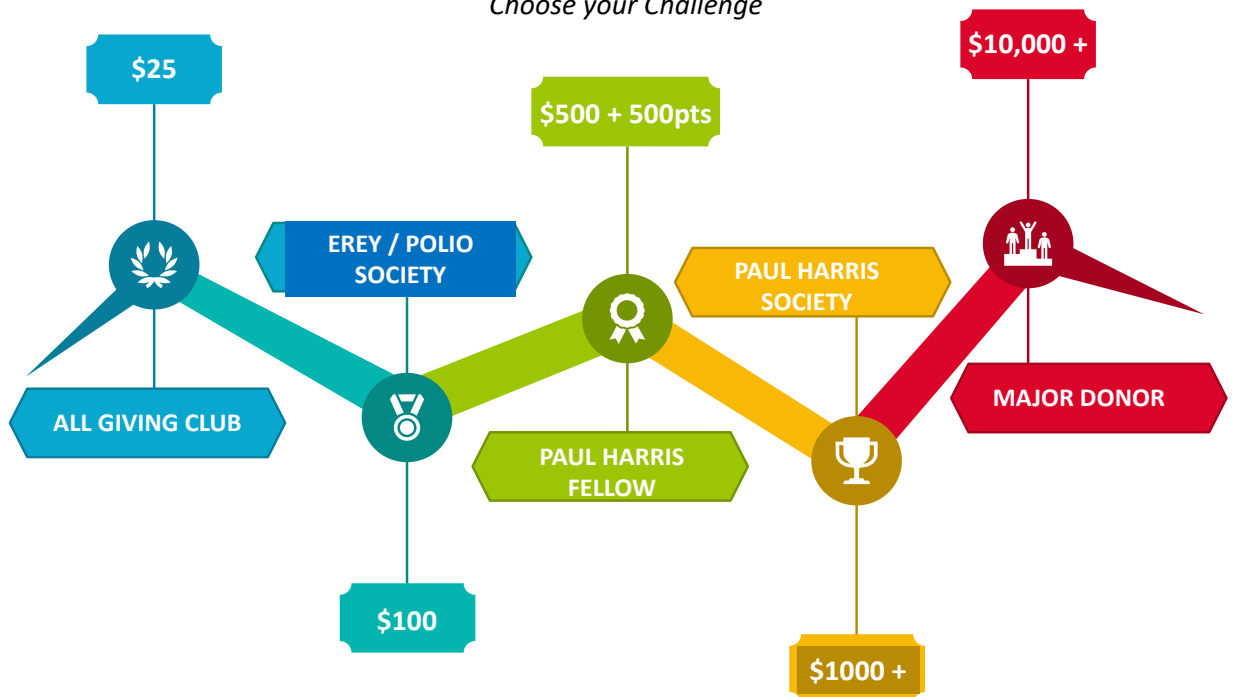 Choose your Challenge
$25
$10,000 +
$500 + 500pts
EREY / POLIO
SOCIETY
PAUL HARRIS
SOCIETY
ALL GIVING CLUB
MAJOR DONOR
PAUL HARRIS
FELLOW
$100
$1000 +